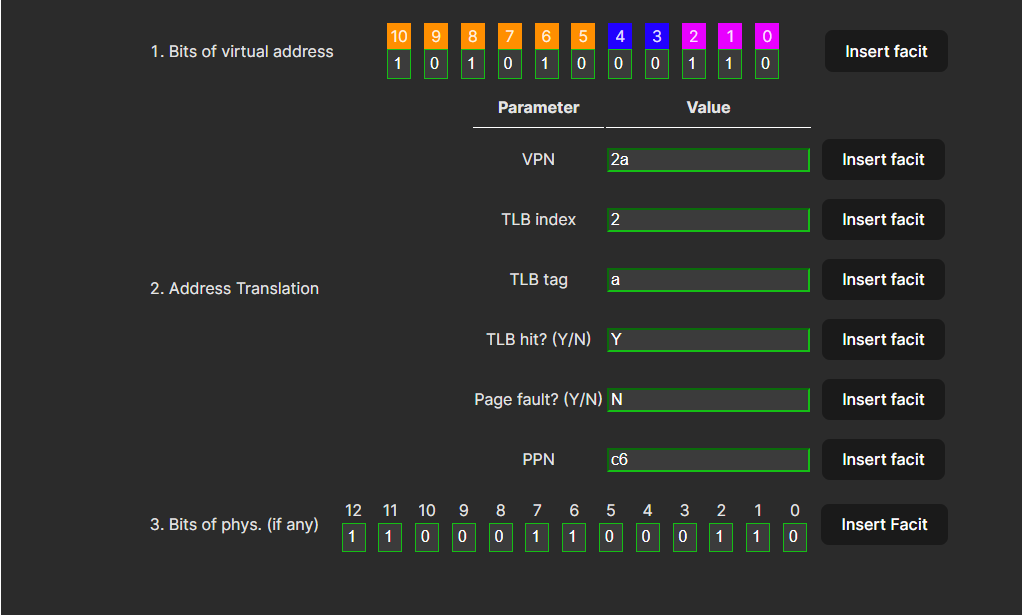 10 9 8 7 6 5 4 3 2 1 0
1. Bits of virtual address 1 0 1 0 1 0 0 0 1 1 0 Insert facit
Parameter Value
VPN 2a Insert facit
TLB index 2 Insert facit
TLB tag a Insert facit
2. Address Translation
TLB hit? (Y/N) Y Insert facit
Page fault? (Y/N) N Insert facit
PPN c6 Insert facit
12 11 10 9 8 7 6 5 4 3 2 1 0
3. Bits of phys. (if any) 1 1 0 0 0 1 1 0 0 0 1 1 0 Insert Facit